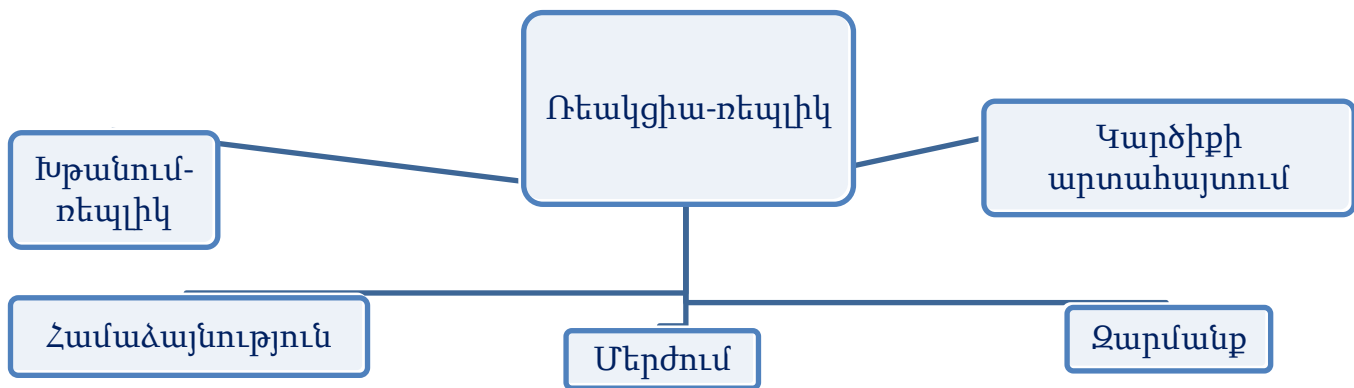 Ռեակցիա-ռեպլիկ
Խթանում-
ռեպլիկ
Կարծիքի
արտահայտում
Համաձայնություն
Մերժում
Զարմանք